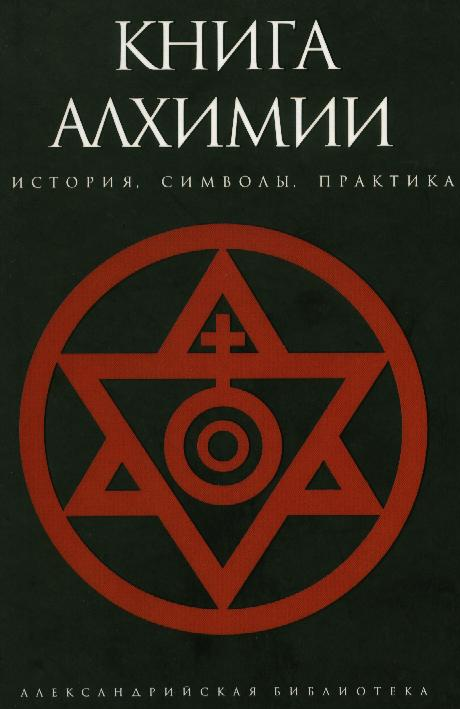 КНИГА
АЛХИМИИ
ИСТОРИЯ, СИМВОЛЫ, ПРАКТИКА
АЛЕКСАНДРИЙСКАЯ БИБЛИОТЕКА